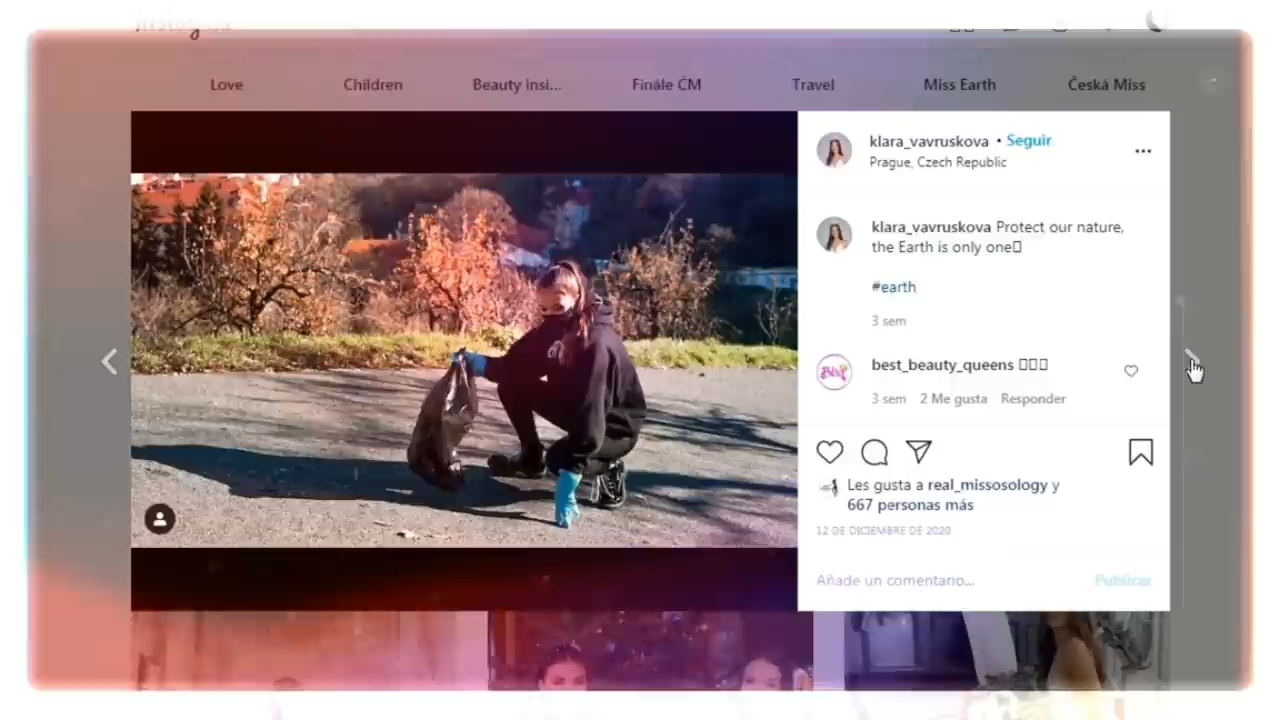 Love
Children
Beauty insi...
Finále ČM
Travel
Miss Earth
Česká Miss
klara_vavruskova • Seguir
Prague, Czech Republic
klara_vavruskova Protect our nature,
the Earth is only one
#earth
3 sem
best_beauty_queens
3 sem 2 Me gusta Responder
Les gusta a real_missosology y
667 personas más
12 DE DICIEMBRE DE 2020
Añade un comentario...
Publicar